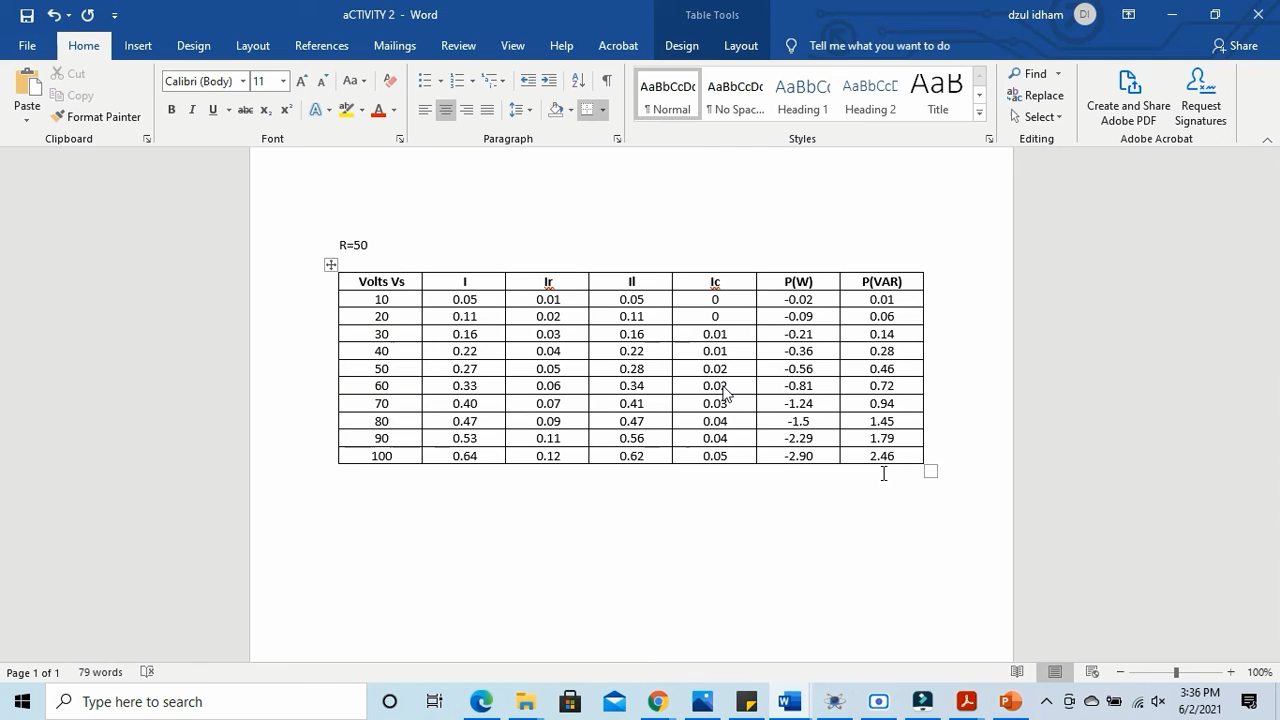 aCTIVITY 2 - Word
Table Tools
dzul idham
DI
File Home Insert Design Layout References Mailings Review View Help Acrobat Design Layout Tell me what you want to do Share
Paste
Cut
Copy
Format Painter
Clipboard
Calibri (Body) 11
Font
Paragraph
AaBbCcDc
¶ Normal
AaBbCcDc
¶ No Spac...
AaBbCc
Heading 1
AaBbCcD
Heading 2
AaB
Title
Styles
Find
Replace
Select
Editing
Create and Share
Adobe PDF
Request
Signatures
Adobe Acrobat
R=50
Volts Vs I Ir Il Ic P(W) P(VAR)
10 0.05 0.01 0.05 0 -0.02 0.01
20 0.11 0.02 0.11 0 -0.09 0.06
30 0.16 0.03 0.16 0.01 -0.21 0.14
40 0.22 0.04 0.22 0.01 -0.36 0.28
50 0.27 0.05 0.28 0.02 -0.56 0.46
60 0.33 0.06 0.34 0.02 -0.81 0.72
70 0.40 0.07 0.41 0.03 -1.24 0.94
80 0.47 0.09 0.47 0.04 -1.5 1.45
90 0.53 0.11 0.56 0.04 -2.29 1.79
100 0.64 0.12 0.62 0.05 -2.90 2.46
Page 1 of 1 79 words 100%
Type here to search
3:36 PM
6/2/2021